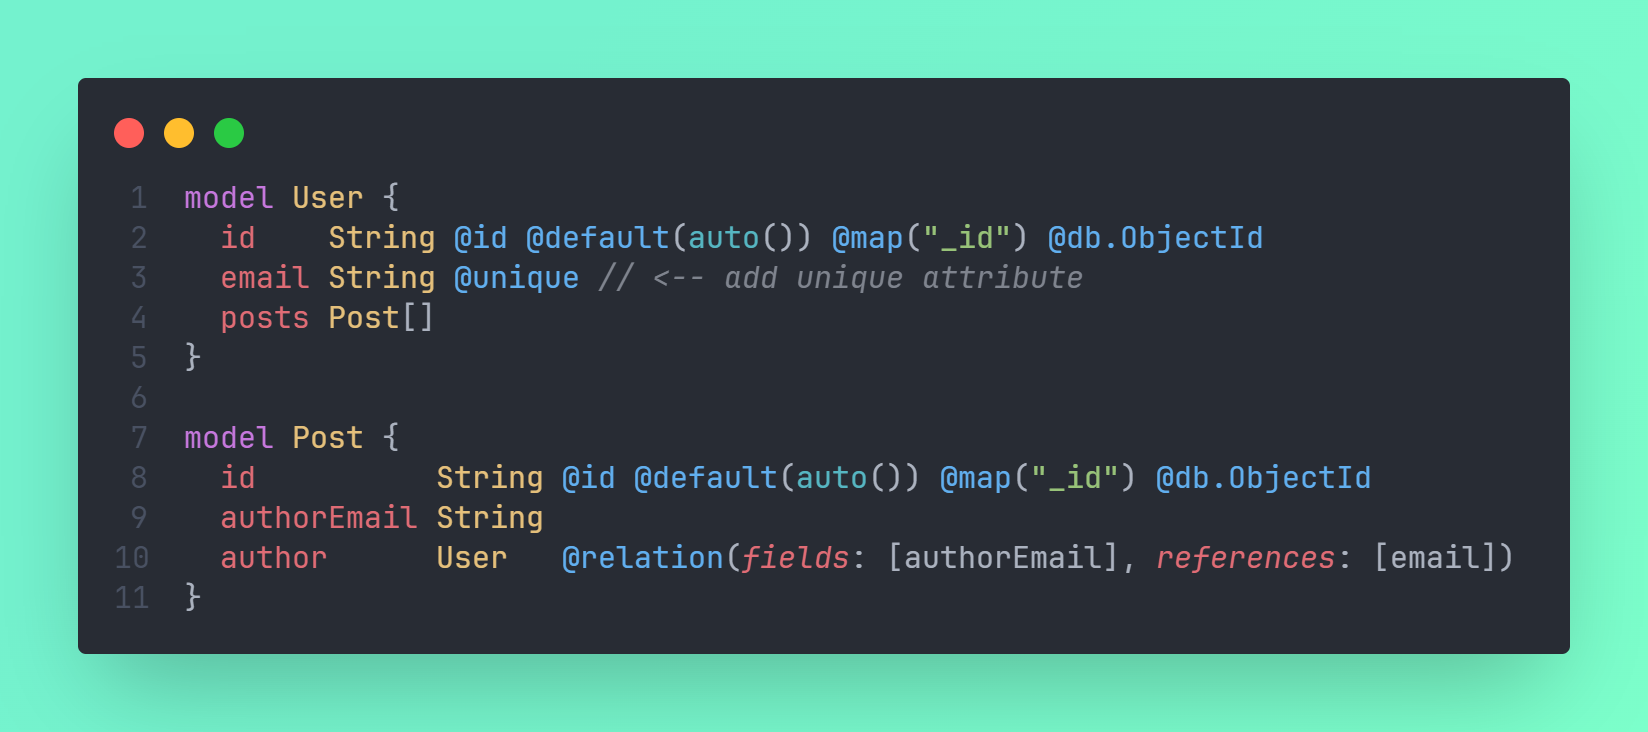 1 model User {
2   id    String @id @default(auto()) @map("_id") @db.ObjectId
3   email String @unique // <-- add unique attribute
4   posts Post[]
5 }
6
7 model Post {
8   id          String @id @default(auto()) @map("_id") @db.ObjectId
9   authorEmail String
10   author      User   @relation(fields: [authorEmail], references: [email])
11 }